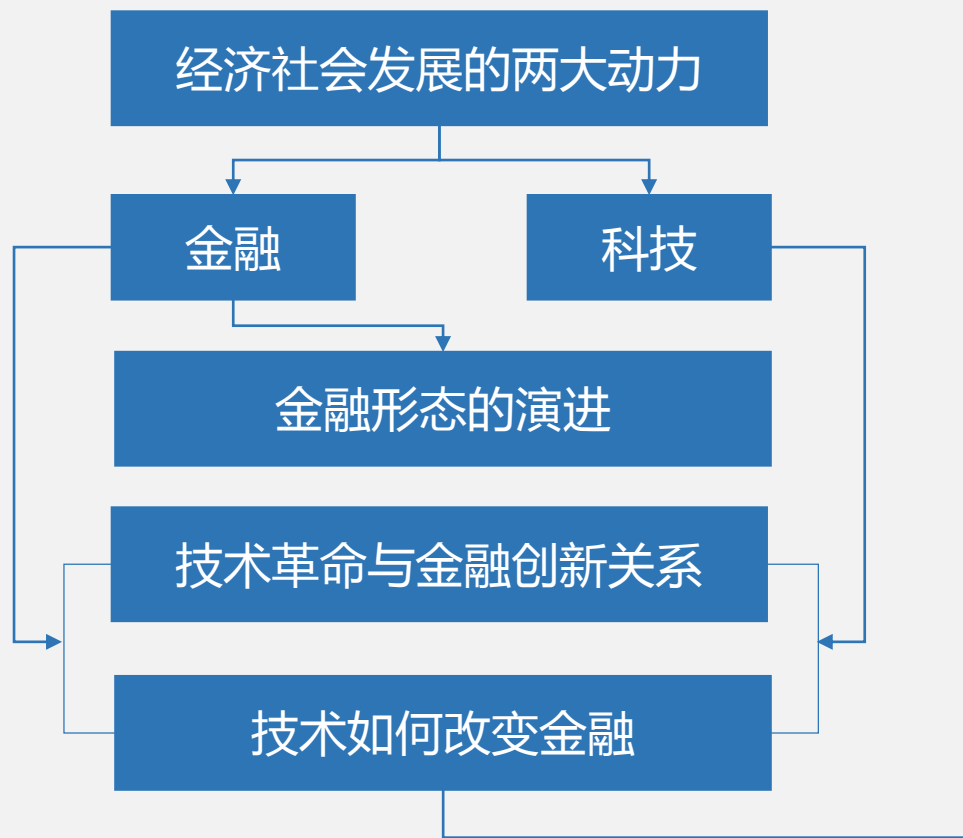 经济社会发展的两大动力
金融
科技
金融形态的演进
技术革命与金融创新关系
技术如何改变金融